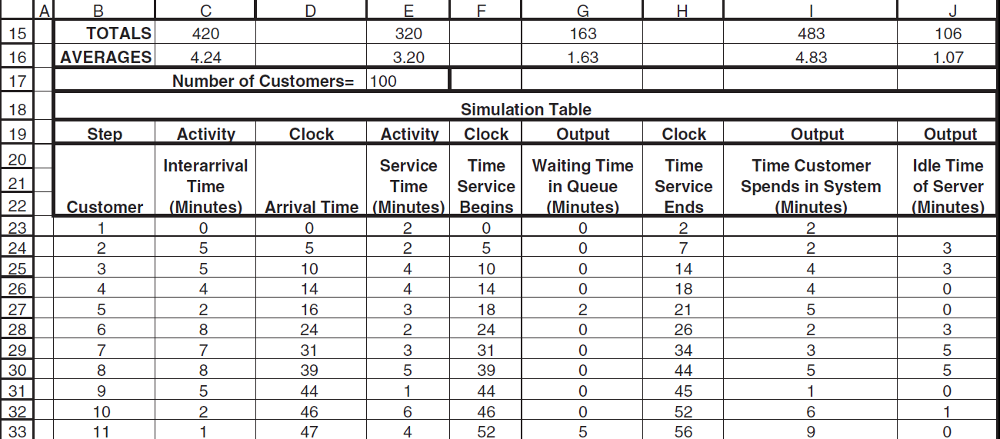 A B C D E F G H I J
15 TOTALS 420 320 163 483 106
16 AVERAGES 4.24 3.20 1.63 4.83 1.07
17 Number of Customers= 100
18 Simulation Table
19 Step Activity Clock Activity Clock Output Clock Output Output
20 Interarrival Service Time Waiting Time Time Time Customer Idle Time
21 Time Time Service in Queue Service Spends in System of Server
22 Customer (Minutes) Arrival Time (Minutes) Begins (Minutes) Ends (Minutes) (Minutes)
23 1 0 0 2 0 0 2 2
24 2 5 5 2 5 0 7 2 3
25 3 5 10 4 10 0 14 4 3
26 4 4 14 4 14 0 18 4 0
27 5 2 16 3 18 2 21 5 0
28 6 8 24 2 24 0 26 2 3
29 7 7 31 3 31 0 34 3 5
30 8 8 39 5 39 0 44 5 5
31 9 5 44 1 44 0 45 1 0
32 10 2 46 6 46 0 52 6 1
33 11 1 47 4 52 5 56 9 0